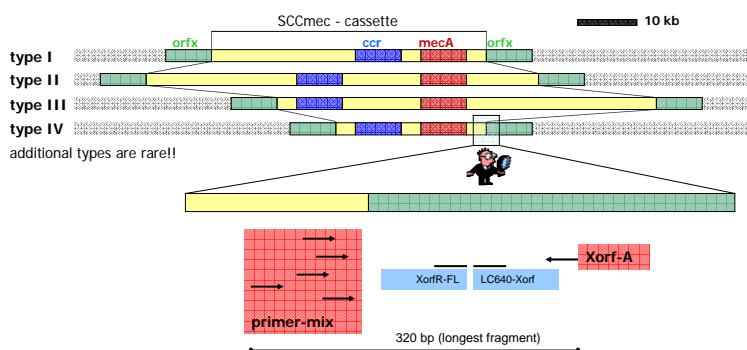 SCCmec - cassette
10 kb
orfx ccr mecA orfx
type I
type II
type III
type IV
additional types are rare!!
XorfR-FL LC640-Xorf Xorf-A
primer-mix
320 bp (longest fragment)